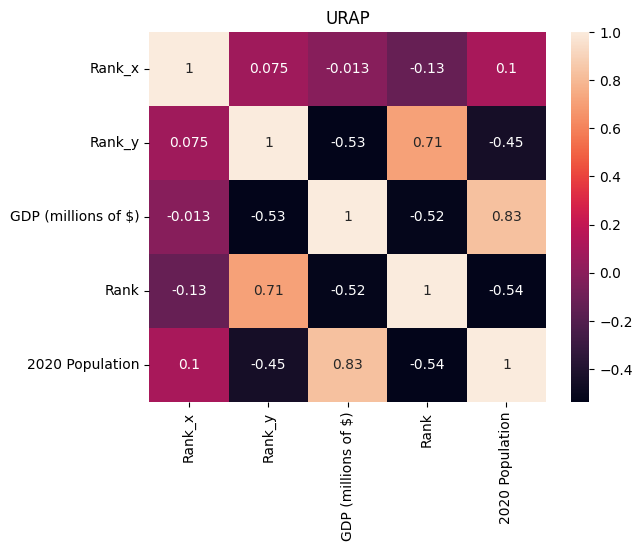 URAP
Rank_x 1 0.075 -0.013 -0.13 0.1
Rank_y 0.075 1 -0.53 0.71 -0.45
GDP (millions of $) -0.013 -0.53 1 -0.52 0.83
Rank -0.13 0.71 -0.52 1 -0.54
2020 Population 0.1 -0.45 0.83 -0.54 1
Rank_x
Rank_y
GDP (millions of $)
Rank
2020 Population
1.0
0.8
0.6
0.4
0.2
0.0
−0.2
−0.4